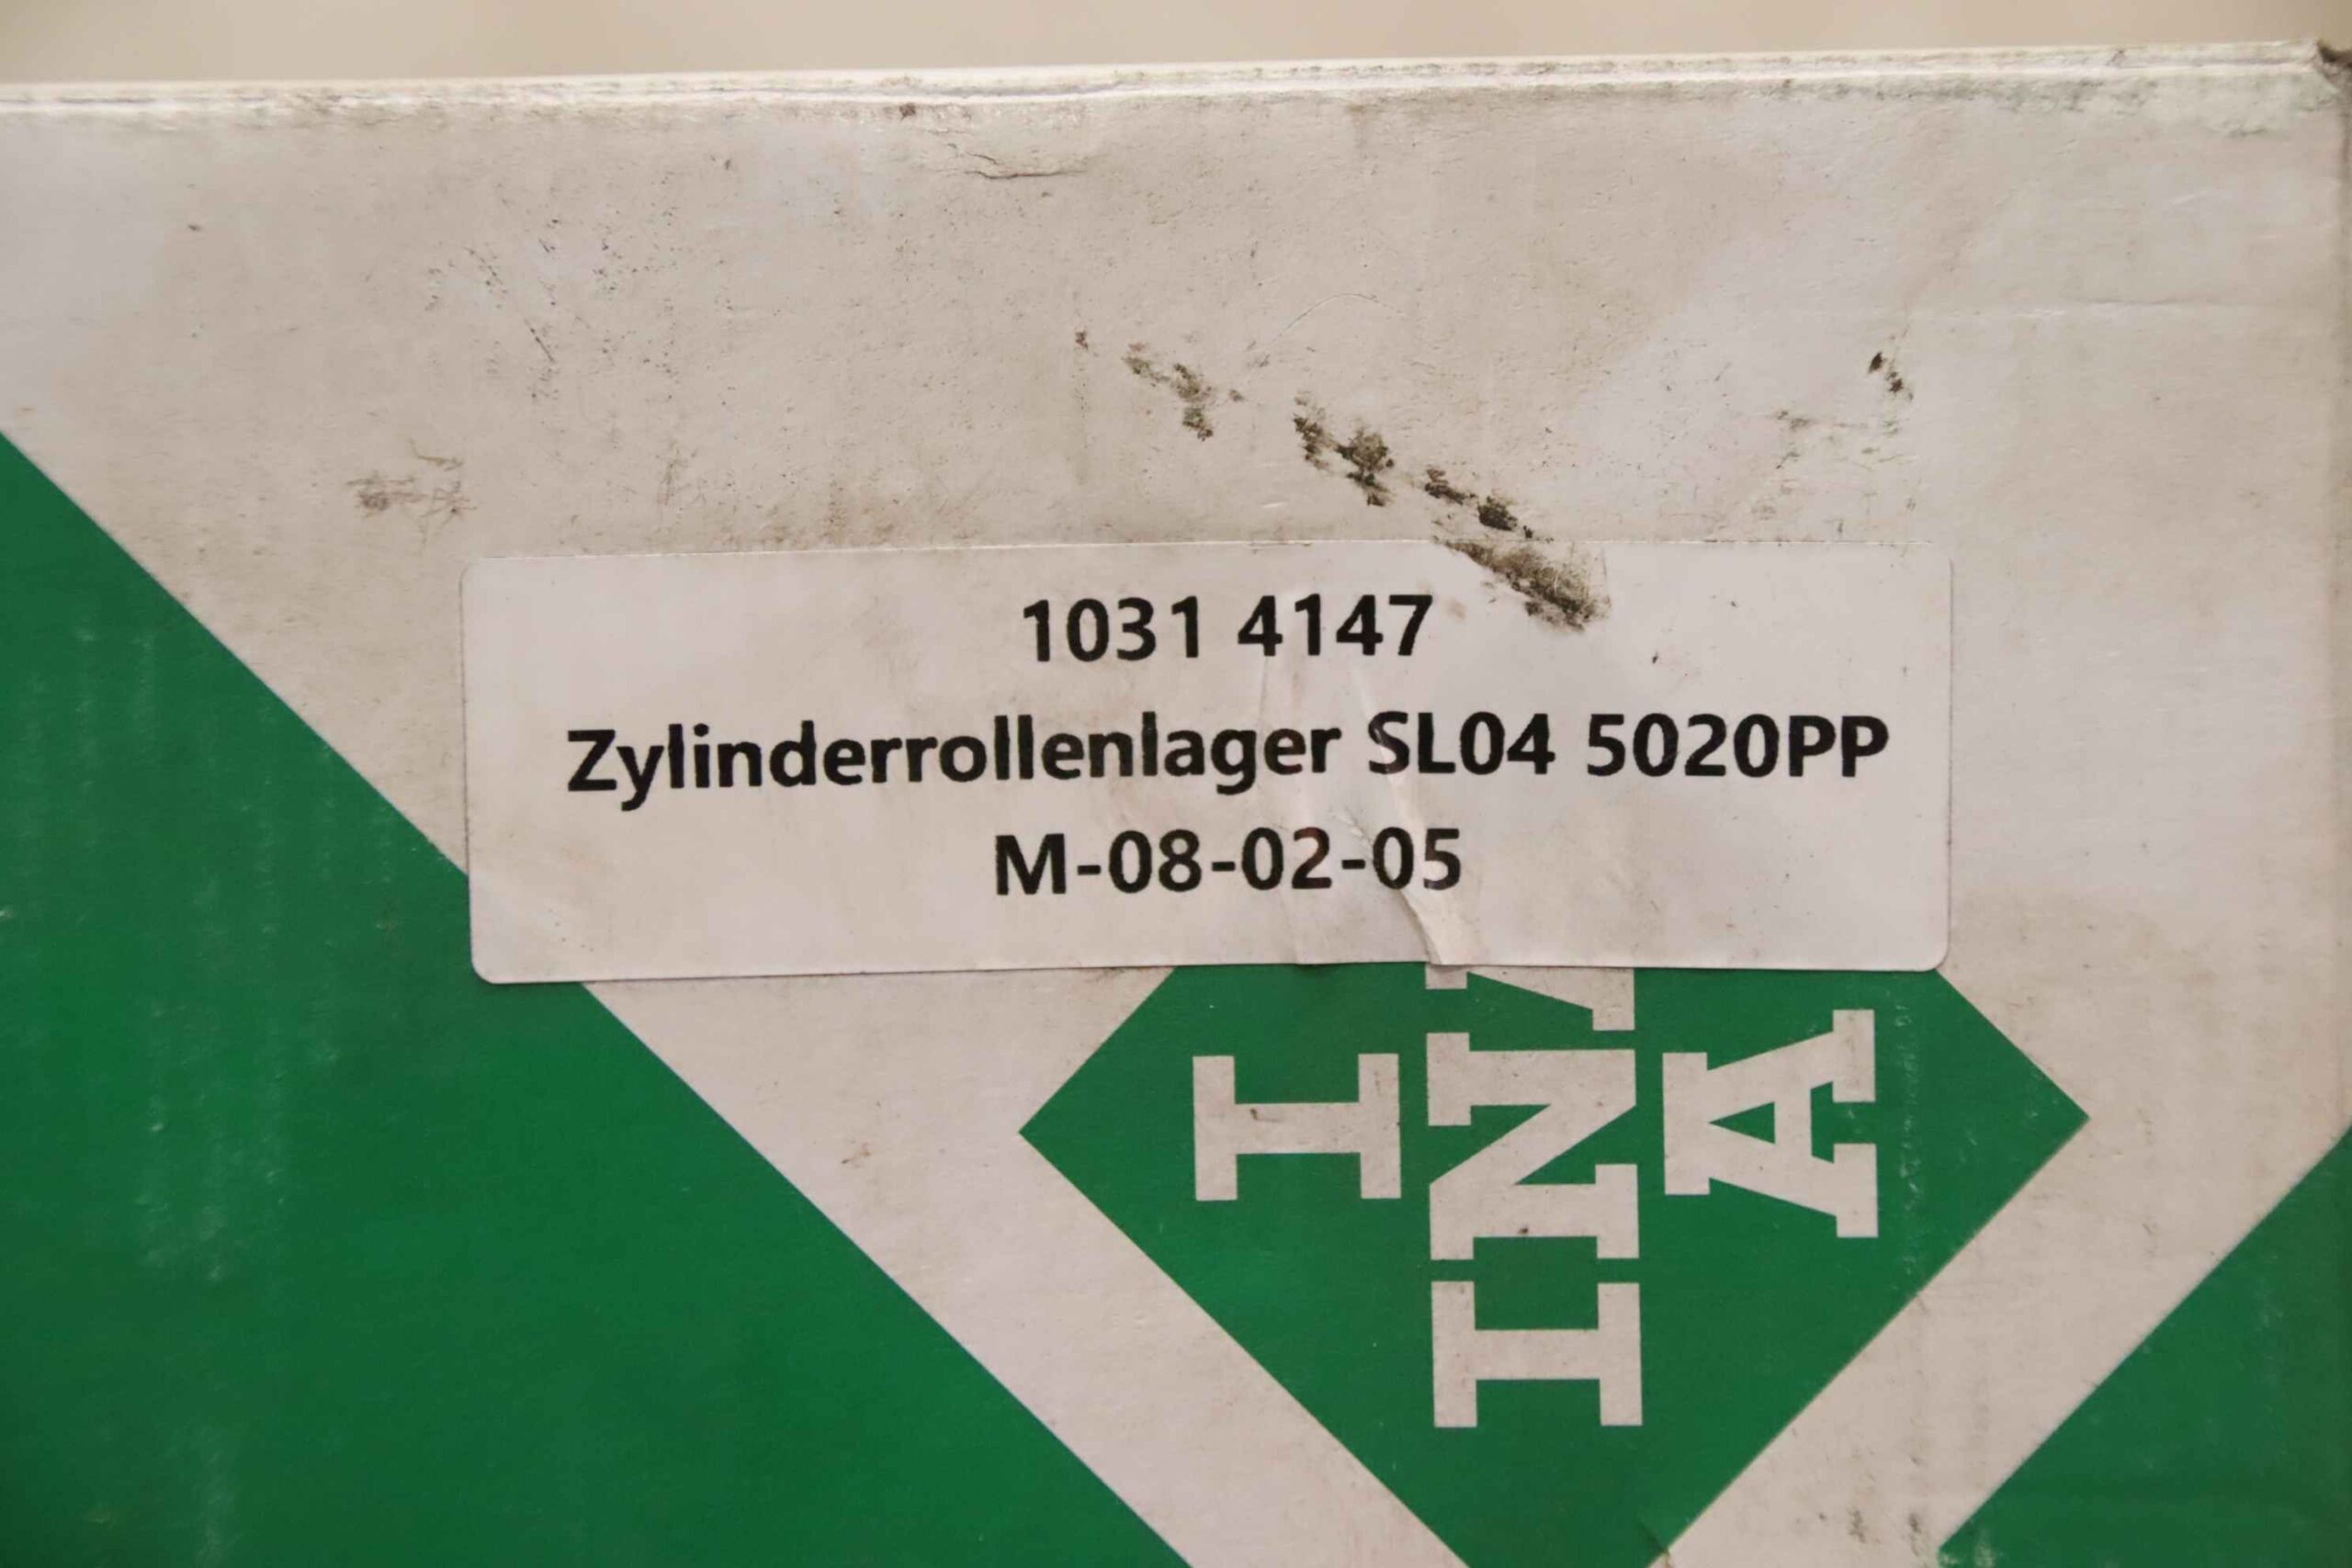 1031 4147
Zylinderrollenlager SL04 5020PP
M-08-02-05
I
INA
A